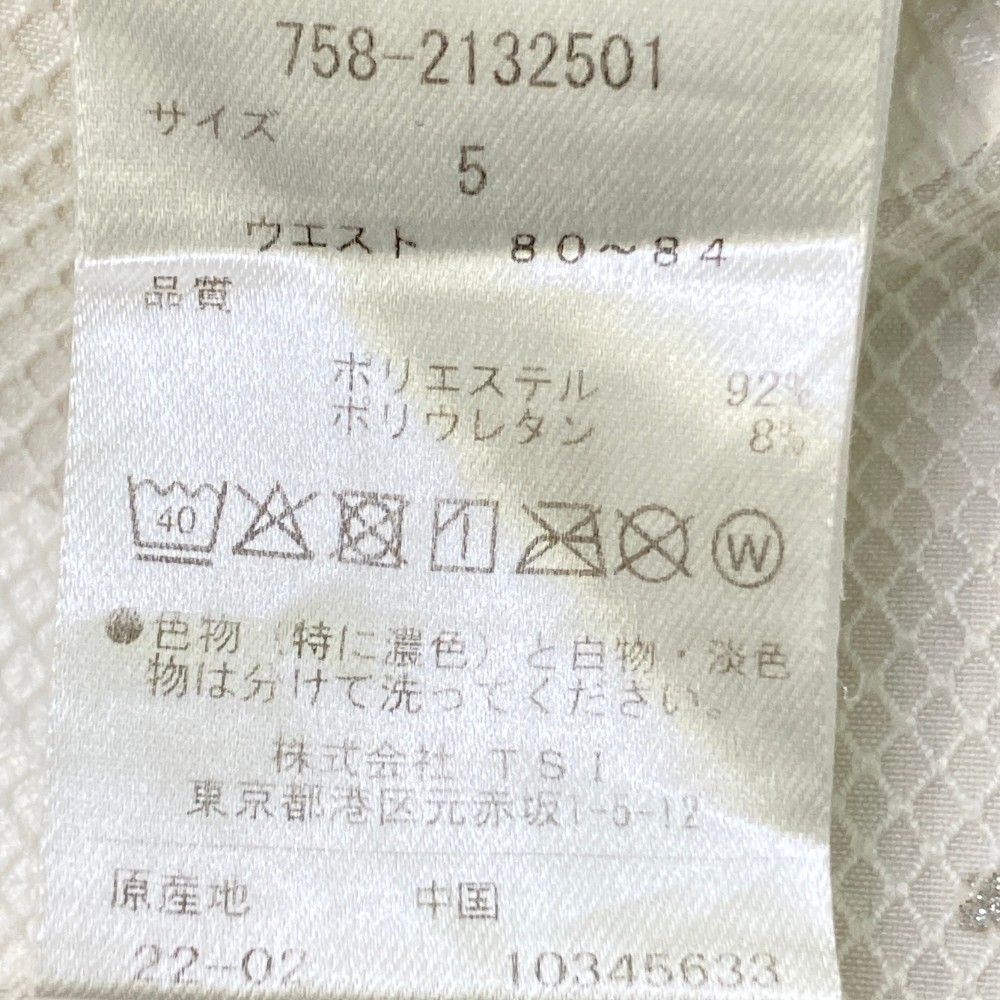 758-2132501
サイズ
5
ウエスト 80～84
品質
ポリエステル 92%
ポリウレタン 8%
40
W
●色物(特に濃色)と白物・淡色
物は分けて洗ってください。
株式会社 TSI
東京都港区元赤坂1-5-12
原産地 中国
22-02 10345633